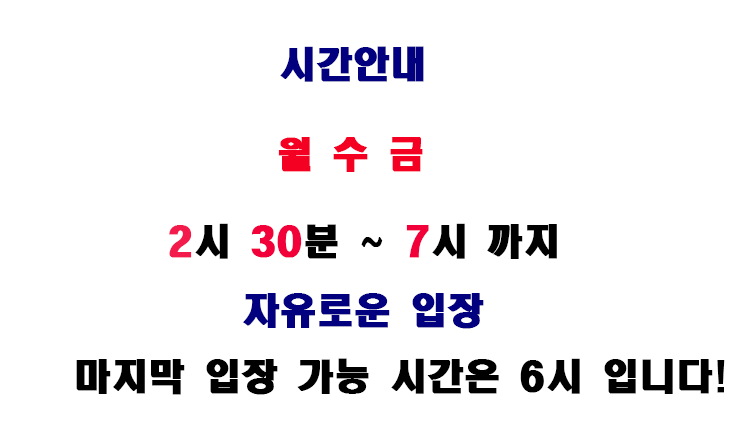 시간안내
월 수 금
2시 30분 ~ 7시 까지
자유로운 입장
마지막 입장 가능 시간은 6시 입니다!